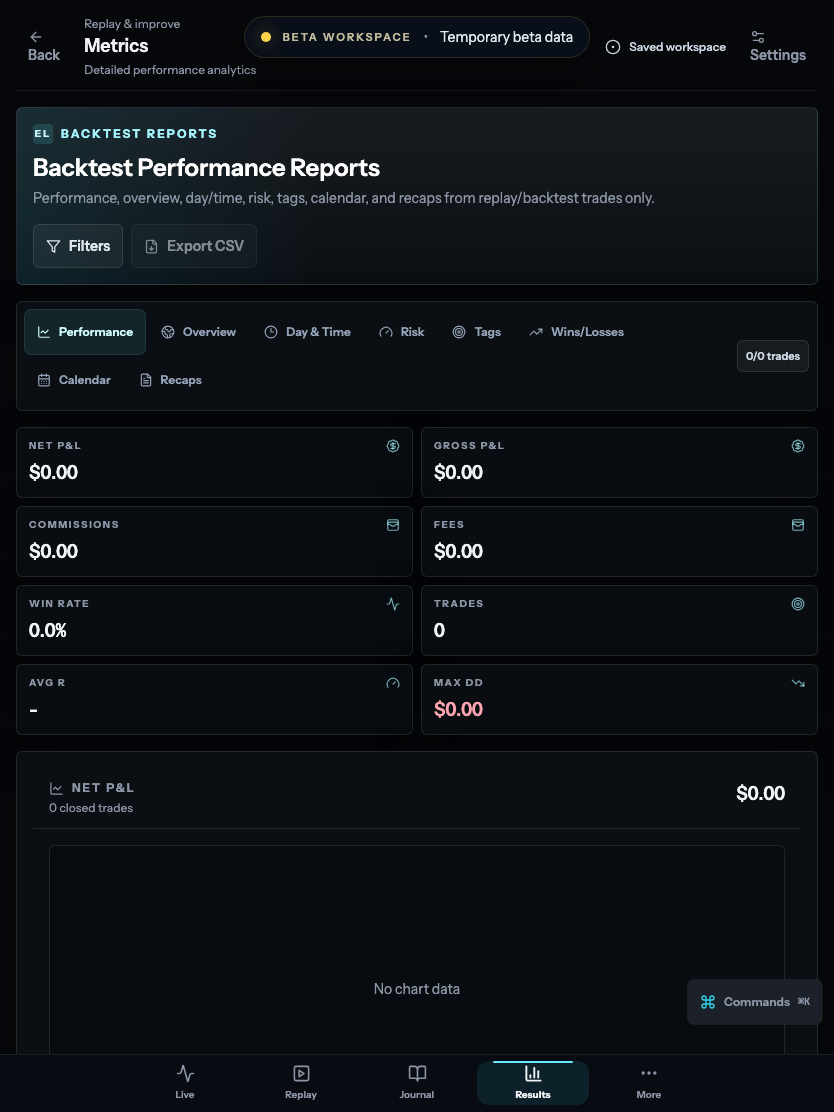 Back
Replay & improve
Metrics
Detailed performance analytics
BETA WORKSPACE • Temporary beta data
Saved workspace
Settings
EL BACKTEST REPORTS
Backtest Performance Reports
Performance, overview, day/time, risk, tags, calendar, and recaps from replay/backtest trades only.
Filters
Export CSV
Performance
Overview
Day & Time
Risk
Tags
Wins/Losses
Calendar
Recaps
0/0 trades
NET P&L
$0.00
GROSS P&L
$0.00
COMMISSIONS
$0.00
FEES
$0.00
WIN RATE
0.0%
TRADES
0
AVG R
-
MAX DD
$0.00
NET P&L
0 closed trades
$0.00
No chart data
Commands ⌘K
Live
Replay
Journal
Results
More